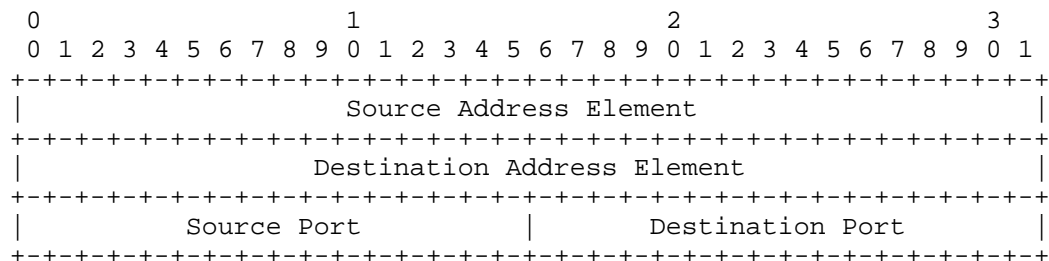 0                   1                   2                   3
 0 1 2 3 4 5 6 7 8 9 0 1 2 3 4 5 6 7 8 9 0 1 2 3 4 5 6 7 8 9 0 1
+-+-+-+-+-+-+-+-+-+-+-+-+-+-+-+-+-+-+-+-+-+-+-+-+-+-+-+-+-+-+-+-+
|                    Source Address Element                     |
+-+-+-+-+-+-+-+-+-+-+-+-+-+-+-+-+-+-+-+-+-+-+-+-+-+-+-+-+-+-+-+-+
|                  Destination Address Element                  |
+-+-+-+-+-+-+-+-+-+-+-+-+-+-+-+-+-+-+-+-+-+-+-+-+-+-+-+-+-+-+-+-+
|          Source Port          |       Destination Port        |
+-+-+-+-+-+-+-+-+-+-+-+-+-+-+-+-+-+-+-+-+-+-+-+-+-+-+-+-+-+-+-+-+